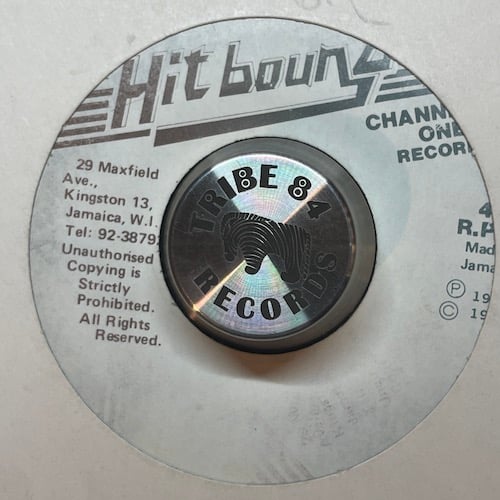 Hit boun
CHANN
ONE
RECOR
29 Maxfield
Ave.,
Kingston 13,
Jamaica, W.I.
Tel: 92-3879
Unauthorised
Copying is
Strictly
Prohibited.
All Rights
Reserved.
TRIBE 84
RECORDS
4
R.P
Mad
Jama
Ⓟ 19
© 19